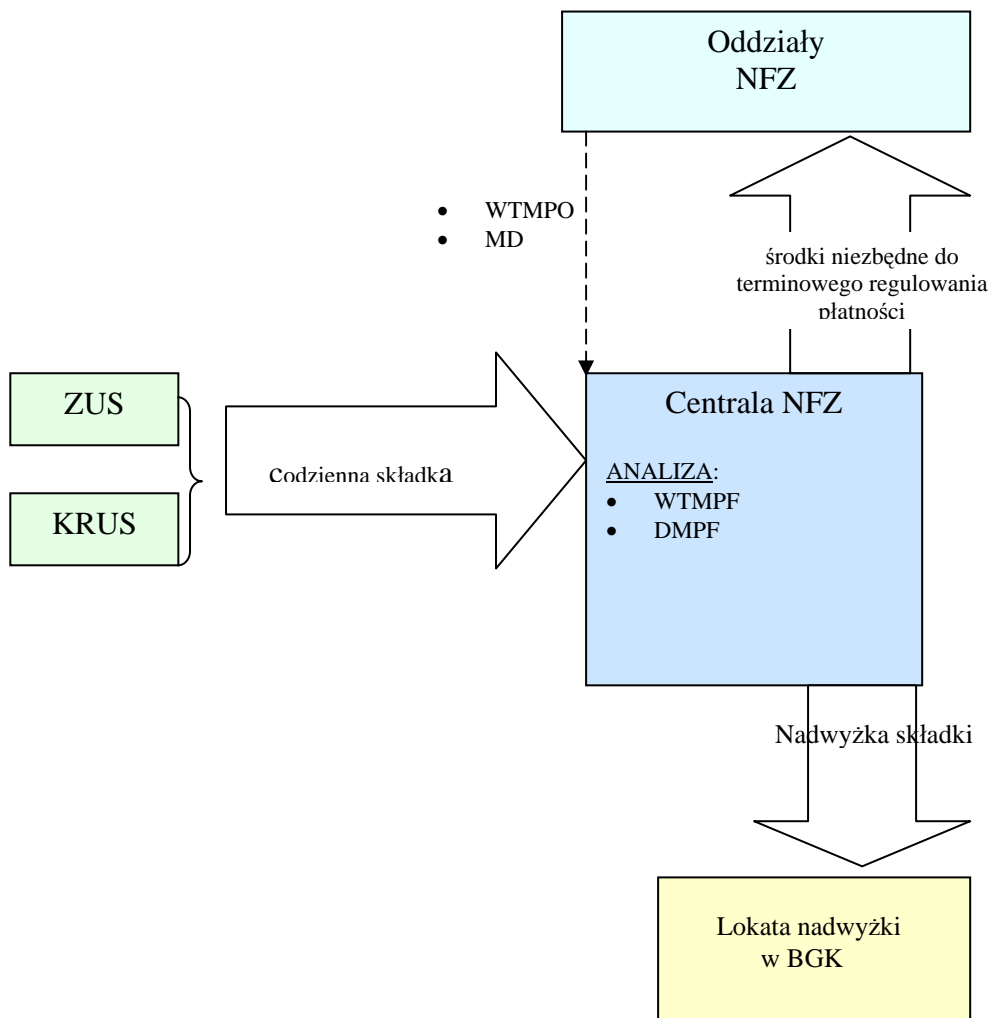 Oddziały
NFZ
• WTMPO
• MD
środki niezbędne do
terminowego regulowania
płatności
ZUS
KRUS
Codzienna składka
Centrala NFZ
ANALIZA:
• WTMPF
• DMPF
Nadwyżka składki
Lokata nadwyżki
w BGK